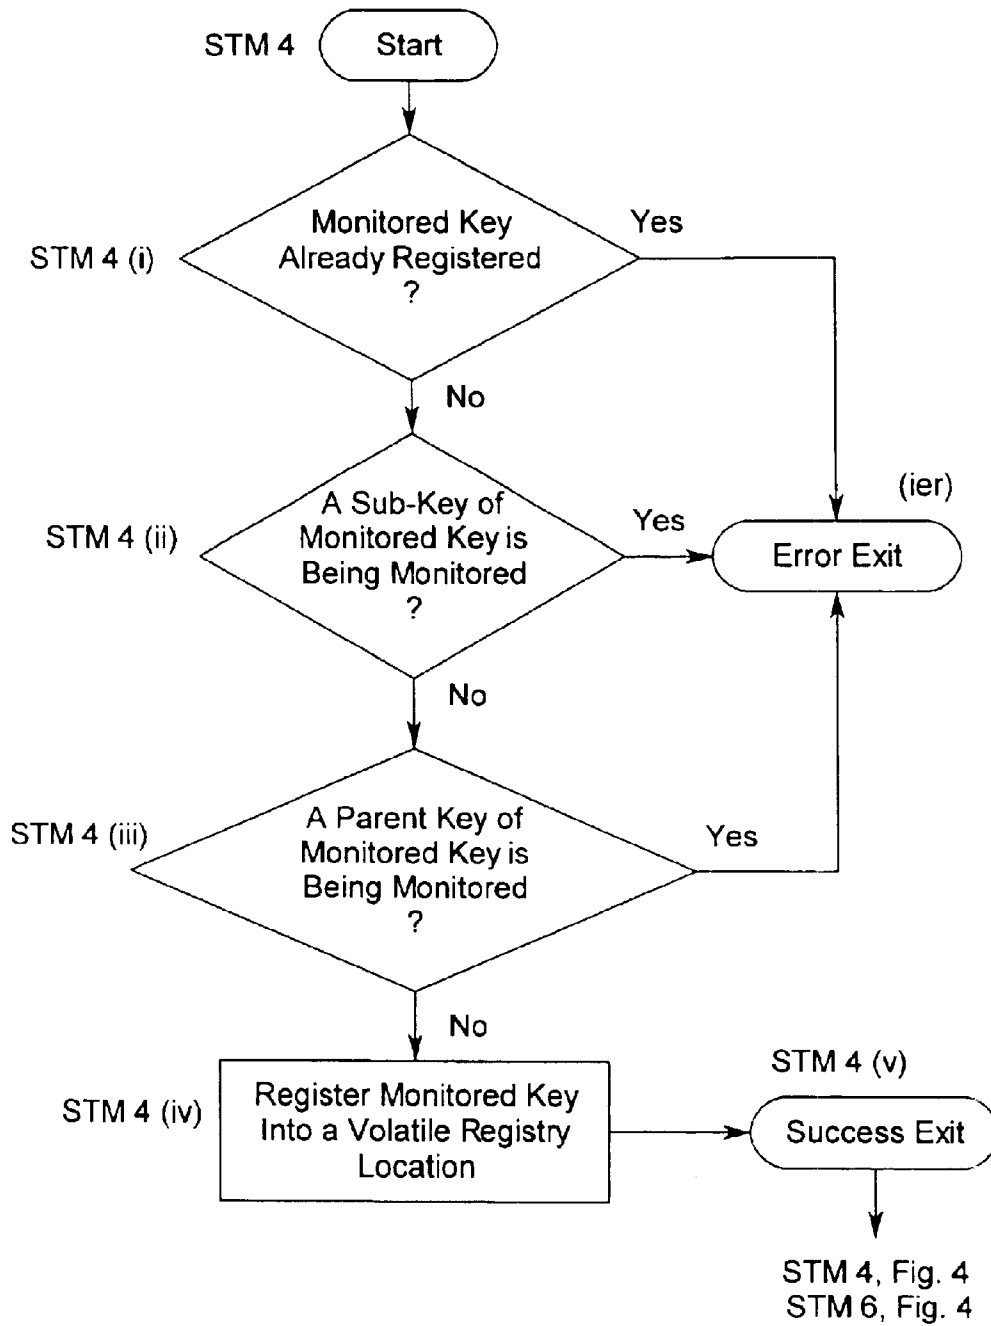 STM 4
Start
Monitored Key
Already Registered
?
Yes
STM 4 (i)
No
(ier)
A Sub-Key of
Monitored Key is
Being Monitored
?
Yes
STM 4 (ii)
Error Exit
No
A Parent Key of
Monitored Key is
Being Monitored
?
Yes
STM 4 (iii)
No
STM 4 (iv)
Register Monitored Key
Into a Volatile Registry
Location
STM 4 (v)
Success Exit
STM 4, Fig. 4
STM 6, Fig. 4